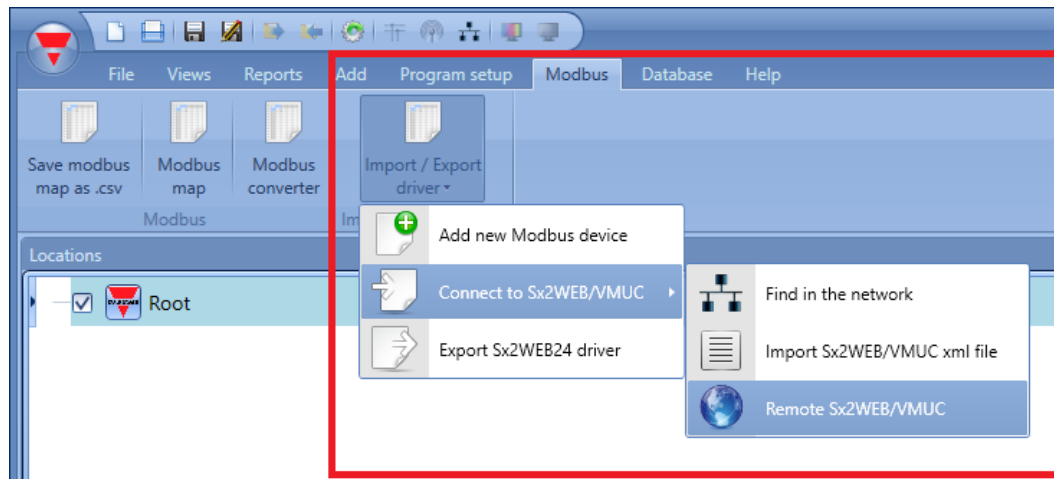 File Views Reports Add Program setup Modbus Database Help
Save modbus map as .csv
Modbus map
Modbus converter
Import / Export driver
Modbus
Im
Add new Modbus device
Locations
Connect to Sx2WEB/VMUC
Find in the network
Root
Export Sx2WEB24 driver
Import Sx2WEB/VMUC xml file
Remote Sx2WEB/VMUC